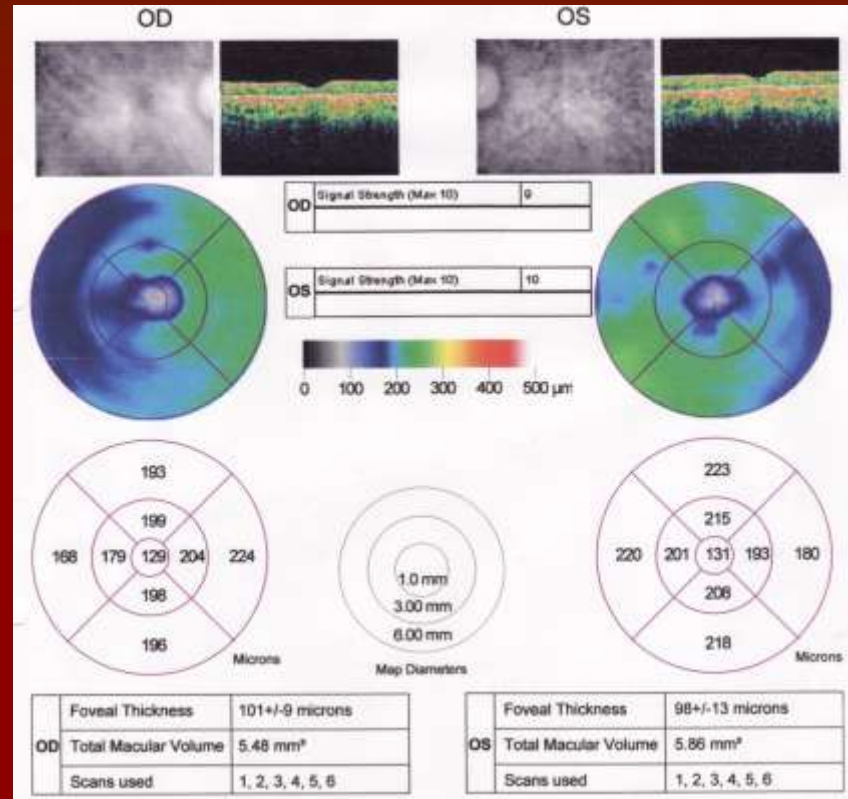 OD OS
OD Signal Strength (Max 10) 9
OS Signal Strength (Max 10) 10
0 100 200 300 400 500 µm
193
199
168 179 129 204 224
198
196
Microns
1.0 mm
3.00 mm
6.00 mm
Map Diameters
223
215
220 201 131 193 180
208
218
Microns
OD
Foveal Thickness 101+/-9 microns
Total Macular Volume 5.48 mm³
Scans used 1, 2, 3, 4, 5, 6
OS
Foveal Thickness 98+/-13 microns
Total Macular Volume 5.86 mm³
Scans used 1, 2, 3, 4, 5, 6